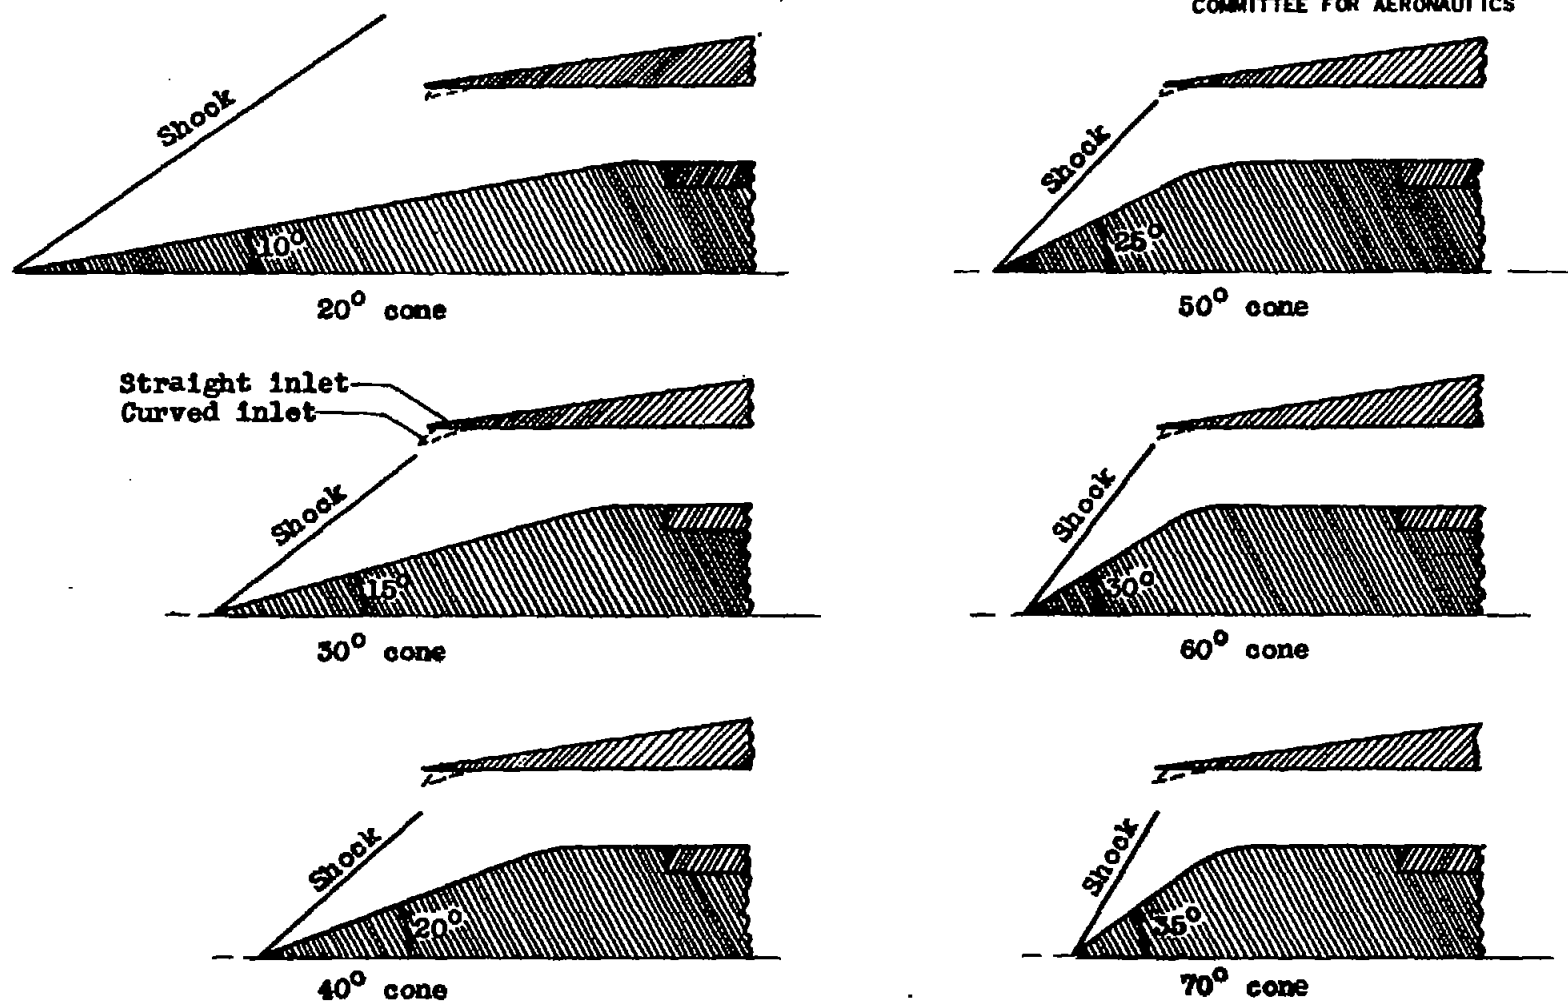 COMMITTEE FOR AERONAUTICS
Shock
10°
20° cone
Shock
25°
50° cone
Straight inlet
Curved inlet
Shock
15°
30° cone
Shock
30°
60° cone
Shock
20°
40° cone
Shock
35°
70° cone